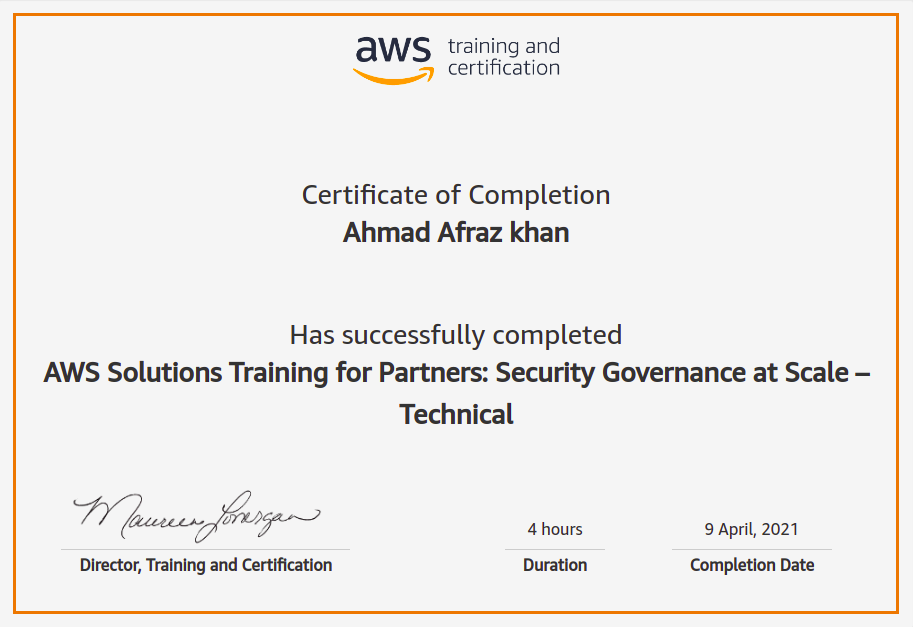 aws training and
certification
Certificate of Completion
Ahmad Afraz khan
Has successfully completed
AWS Solutions Training for Partners: Security Governance at Scale –
Technical
Maureen Lonergan
4 hours
9 April, 2021
Director, Training and Certification
Duration
Completion Date